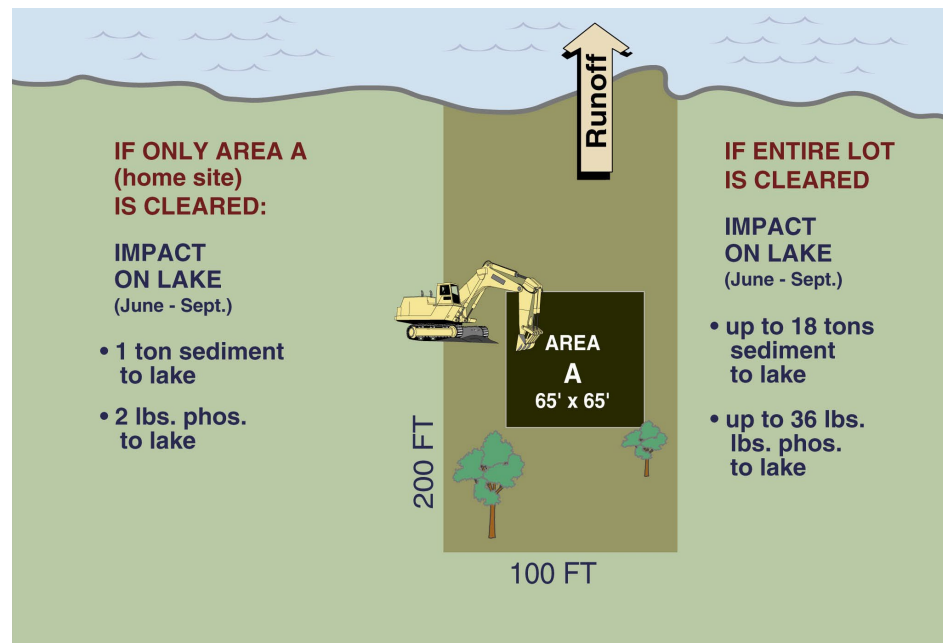 Runoff
IF ONLY AREA A
(home site)
IS CLEARED:
IMPACT
ON LAKE
(June - Sept.)
• 1 ton sediment
to lake
• 2 lbs. phos.
to lake
AREA
A
65' x 65'
200 FT
100 FT
IF ENTIRE LOT
IS CLEARED
IMPACT
ON LAKE
(June - Sept.)
• up to 18 tons
sediment
to lake
• up to 36 lbs.
lbs. phos.
to lake